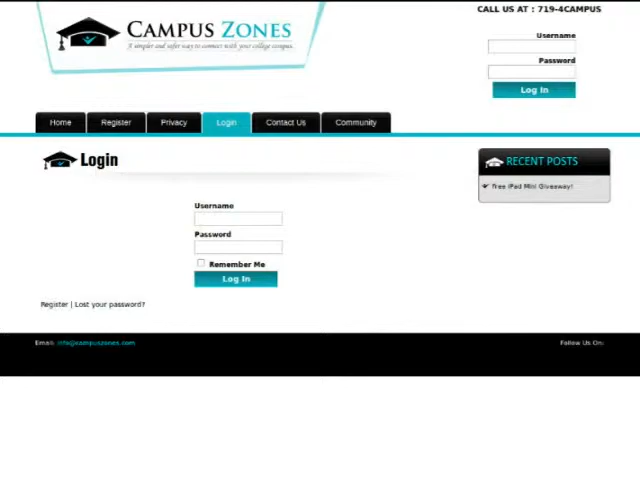 CALL US AT : 719-4CAMPUS
CAMPUS ZONES
A simpler and safer way to connect with your college campus.
Username
Password
Log In
Home Register Privacy Login Contact Us Community
Login
RECENT POSTS
Free iPad Mini Giveaway!
Username
Password
Remember Me
Log In
Register | Lost your password?
Email: info@campuszones.com
Follow Us On: